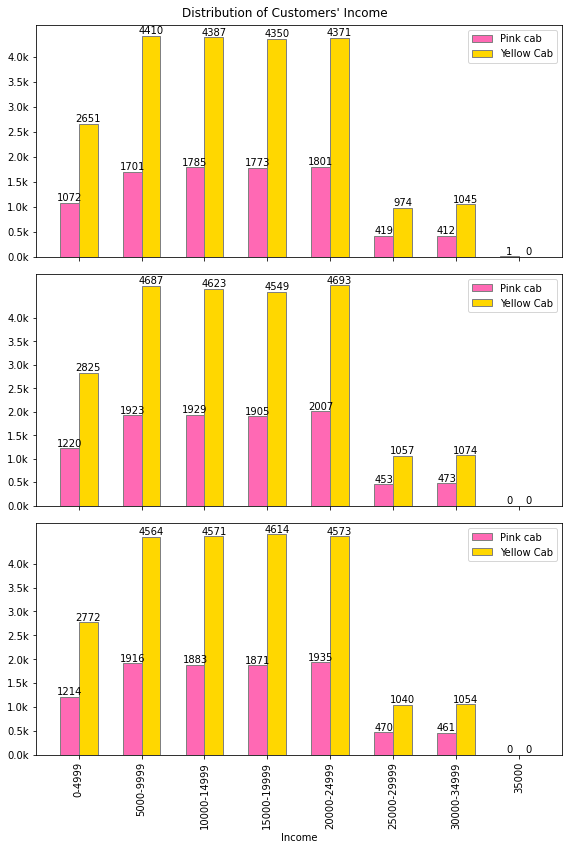 Distribution of Customers' Income
Pink cab
Yellow Cab
4.0k
3.5k
3.0k
2.5k
2.0k
1.5k
1.0k
0.5k
0.0k
1072 2651 1701 4410 1785 4387 1773 4350 1801 4371 419 974 412 1045 1 0
Pink cab
Yellow Cab
4.0k
3.5k
3.0k
2.5k
2.0k
1.5k
1.0k
0.5k
0.0k
1220 2825 1923 4687 1929 4623 1905 4549 2007 4693 453 1057 473 1074 0 0
Pink cab
Yellow Cab
4.0k
3.5k
3.0k
2.5k
2.0k
1.5k
1.0k
0.5k
0.0k
1214 2772 1916 4564 1883 4571 1871 4614 1935 4573 470 1040 461 1054 0 0
0-4999
5000-9999
10000-14999
15000-19999
20000-24999
25000-29999
30000-34999
35000
Income